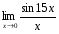 lim x→0 sin 15x / x